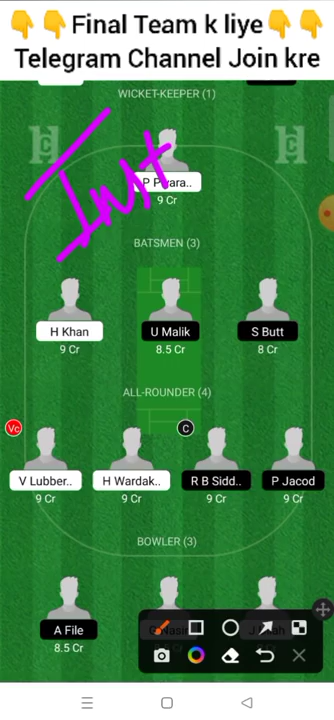 👇👇Final Team k liye👇👇
Telegram Channel Join kre
WICKET-KEEPER (1)
9 Cr
BATSMEN (3)
H Khan
U Malik
S Butt
9 Cr
8.5 Cr
8 Cr
ALL-ROUNDER (4)
Vc
C
V Lubber..
H Wardak..
R B Sidd..
P Jacod
9 Cr
9 Cr
9 Cr
9 Cr
BOWLER (3)
A File
8.5 Cr